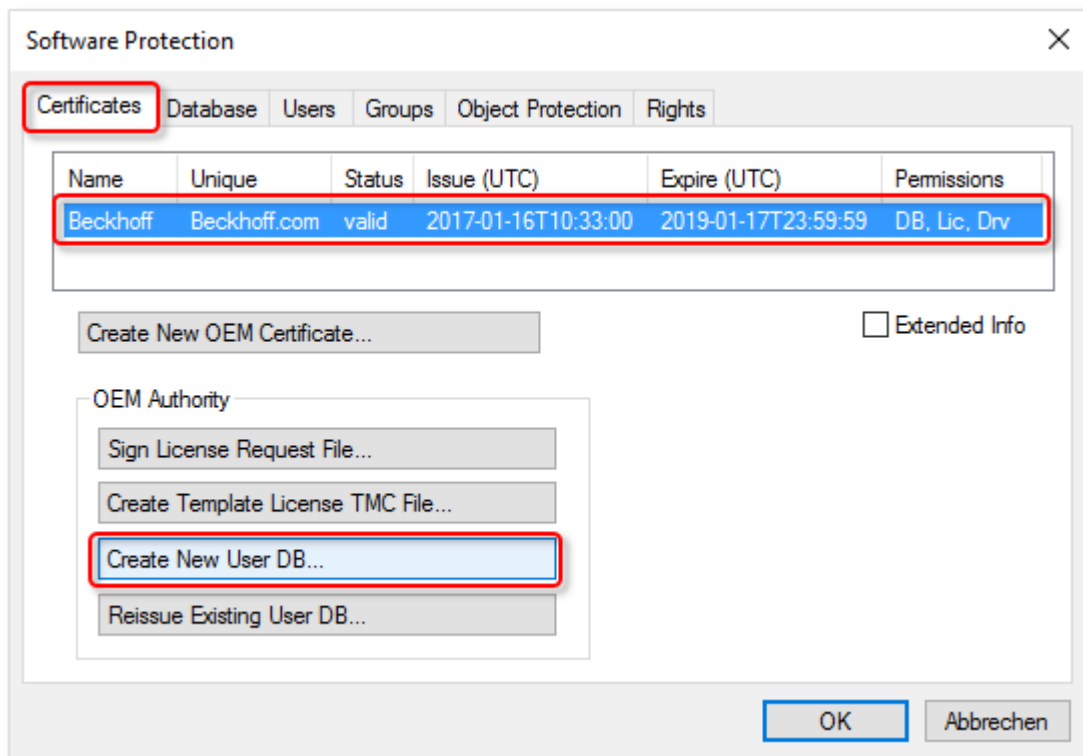 Software Protection
Certificates Database Users Groups Object Protection Rights
Name Unique Status Issue (UTC) Expire (UTC) Permissions
Beckhoff Beckhoff.com valid 2017-01-16T10:33:00 2019-01-17T23:59:59 DB, Lic, Drv
Create New OEM Certificate... Extended Info
OEM Authority
Sign License Request File...
Create Template License TMC File...
Create New User DB...
Reissue Existing User DB...
OK Abbrechen